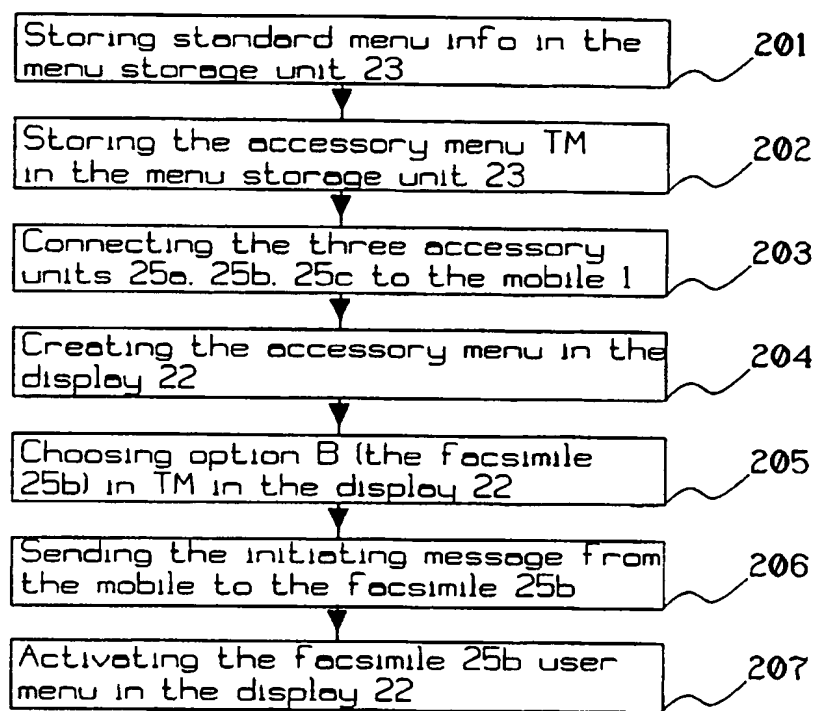 Storing standard menu info in the
menu storage unit 23
201
Storing the accessory menu TM
in the menu storage unit 23
202
Connecting the three accessory
units 25a. 25b. 25c to the mobile 1
203
Creating the accessory menu in the
display 22
204
Choosing option B (the facsimile
25b) in TM in the display 22
205
Sending the initiating message from
the mobile to the facsimile 25b
206
Activating the facsimile 25b user
menu in the display 22
207